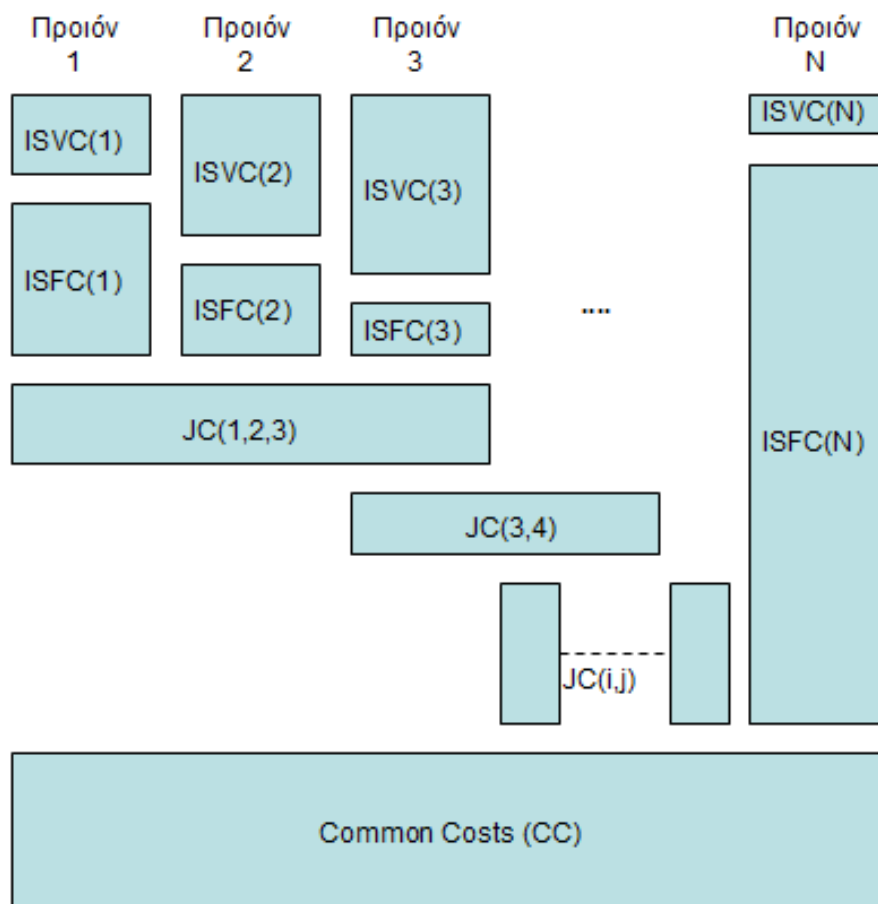 Προιόν
1
Προιόν
2
Προιόν
3
Προιόν
N
ISVC(1)
ISVC(2)
ISVC(3)
ISVC(N)
ISFC(1)
ISFC(2)
ISFC(3)
....
ISFC(N)
JC(1,2,3)
JC(3,4)
JC(i,j)
Common Costs (CC)